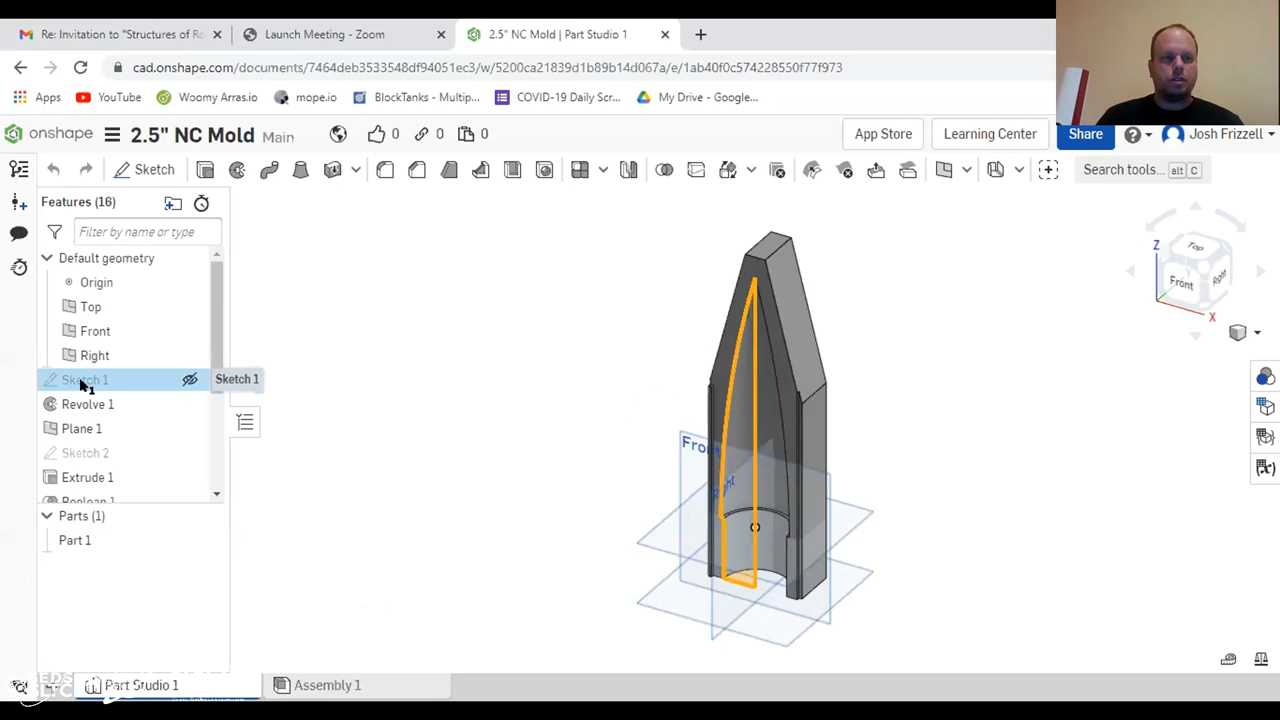 Re: Invitation to "Structures of Ro
Launch Meeting - Zoom
2.5" NC Mold | Part Studio 1
cad.onshape.com/documents/7464deb3533548df94051ec3/w/5200ca21839d1b89b14d067a/e/1ab40f0c574228550f77f973
Apps
YouTube
Woomy Arras.io
mope.io
BlockTanks - Multip...
COVID-19 Daily Scr...
My Drive - Google...
onshape
2.5" NC Mold Main
0
0
0
App Store
Learning Center
Share
Josh Frizzell
Sketch
Search tools... alt C
Features (16)
Filter by name or type
Default geometry
Origin
Top
Front
Right
Sketch 1
Sketch 1
Revolve 1
Plane 1
Sketch 2
Extrude 1
Boolean 1
Parts (1)
Part 1
Front
Right
Top
Front
Right
Z
X
Part Studio 1
Assembly 1